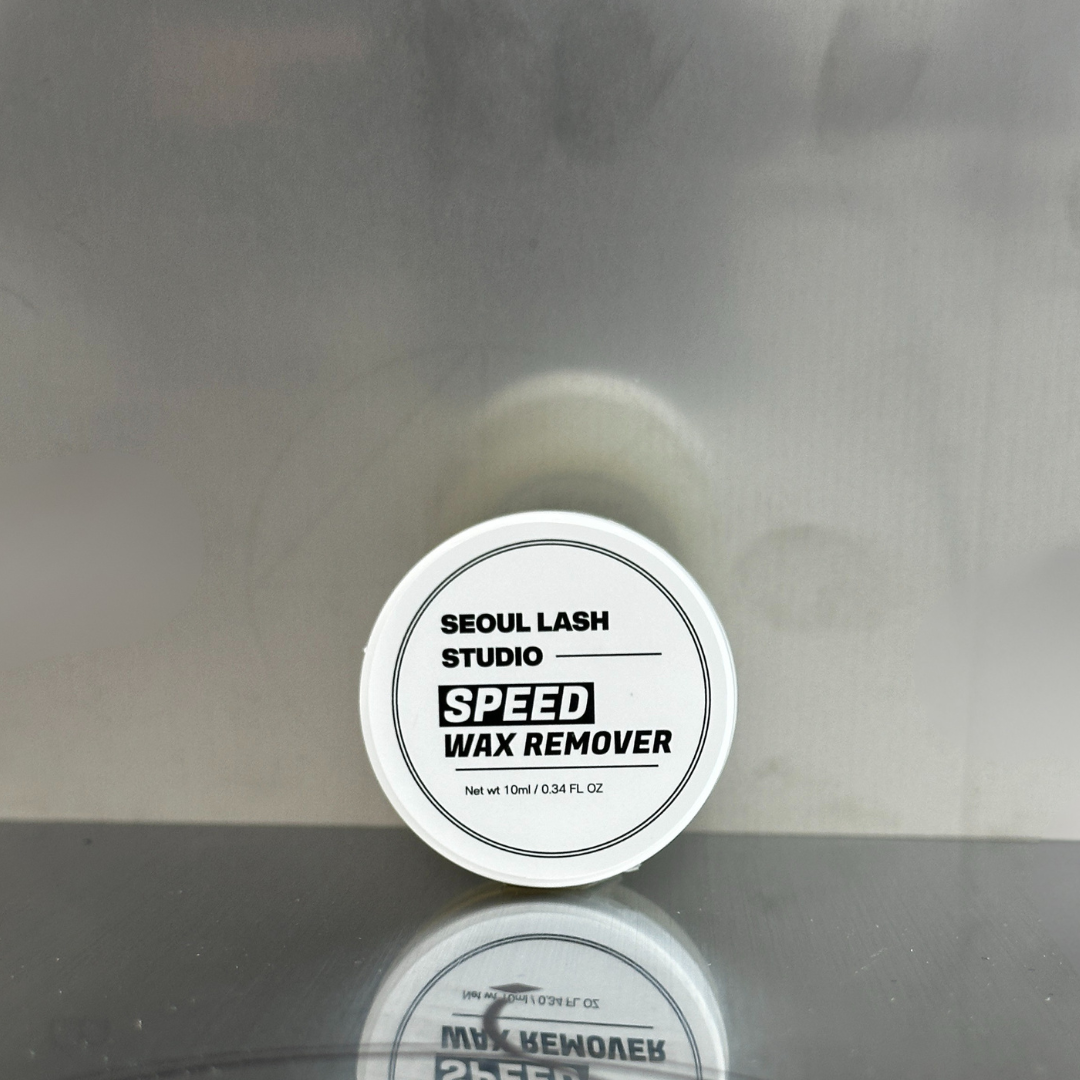 SEOUL LASH
STUDIO
SPEED
WAX REMOVER
Net wt 10ml / 0.34 FL OZ